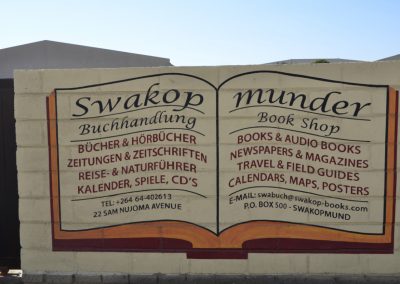 Swakop
Buchhandlung
BÜCHER & HÖRBÜCHER
ZEITUNGEN & ZEITSCHRIFTEN
REISE- & NATURFÜHRER
KALENDER, SPIELE, CD'S
TEL: +264 64-402613
22 SAM NUJOMA AVENUE
munder
Book Shop
BOOKS & AUDIO BOOKS
NEWSPAPERS & MAGAZINES
TRAVEL & FIELD GUIDES
CALENDARS, MAPS, POSTERS
E-MAIL: swabuch@swakop-books.com
P.O. BOX 500 - SWAKOPMUND